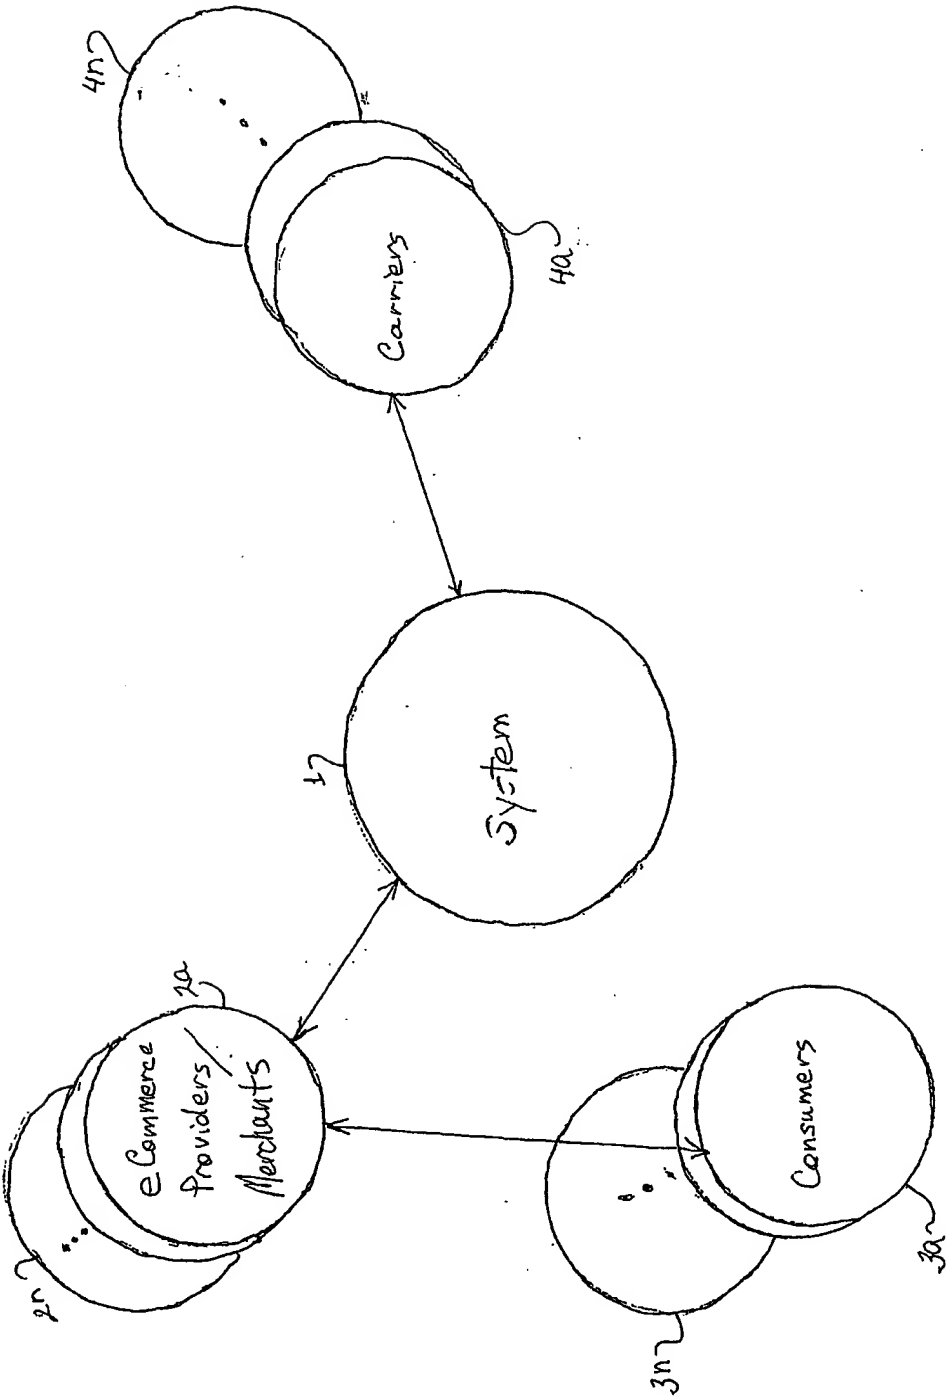 2n
2a
eCommerce
Providers/
Merchants
1
System
4n
Carriers
4a
3n
Consumers
3a